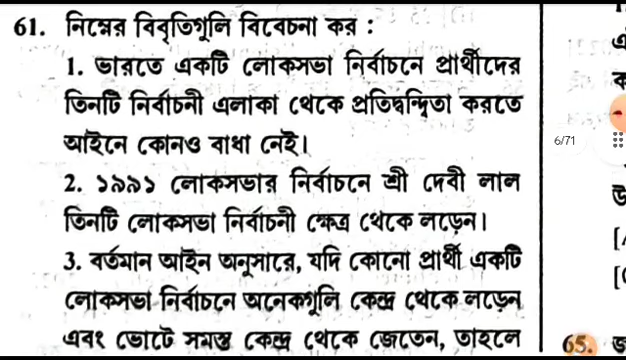 61. নিম্নের বিবৃতিগুলি বিবেচনা কর :
1. ভারতে একটি লোকসভা নির্বাচনে প্রার্থীদের
তিনটি নির্বাচনী এলাকা থেকে প্রতিদ্বন্দ্বিতা করতে
আইনে কোনও বাধা নেই।
2. ১৯৯১ লোকসভার নির্বাচনে শ্রী দেবী লাল
তিনটি লোকসভা নির্বাচনী ক্ষেত্র থেকে লড়েন।
3. বর্তমান আইন অনুসারে, যদি কোনো প্রার্থী একটি
লোকসভা নির্বাচনে অনেকগুলি কেন্দ্র থেকে লড়েন
এবং ভোটে সমস্ত কেন্দ্র থেকে জেতেন, তাহলে
6/71
65.